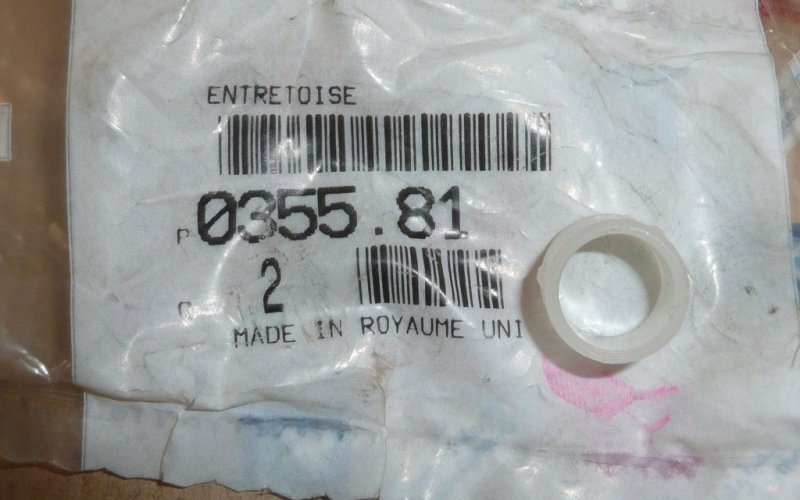 ENTRETOISE
P 0355.81
Q 2
MADE IN ROYAUME UNI